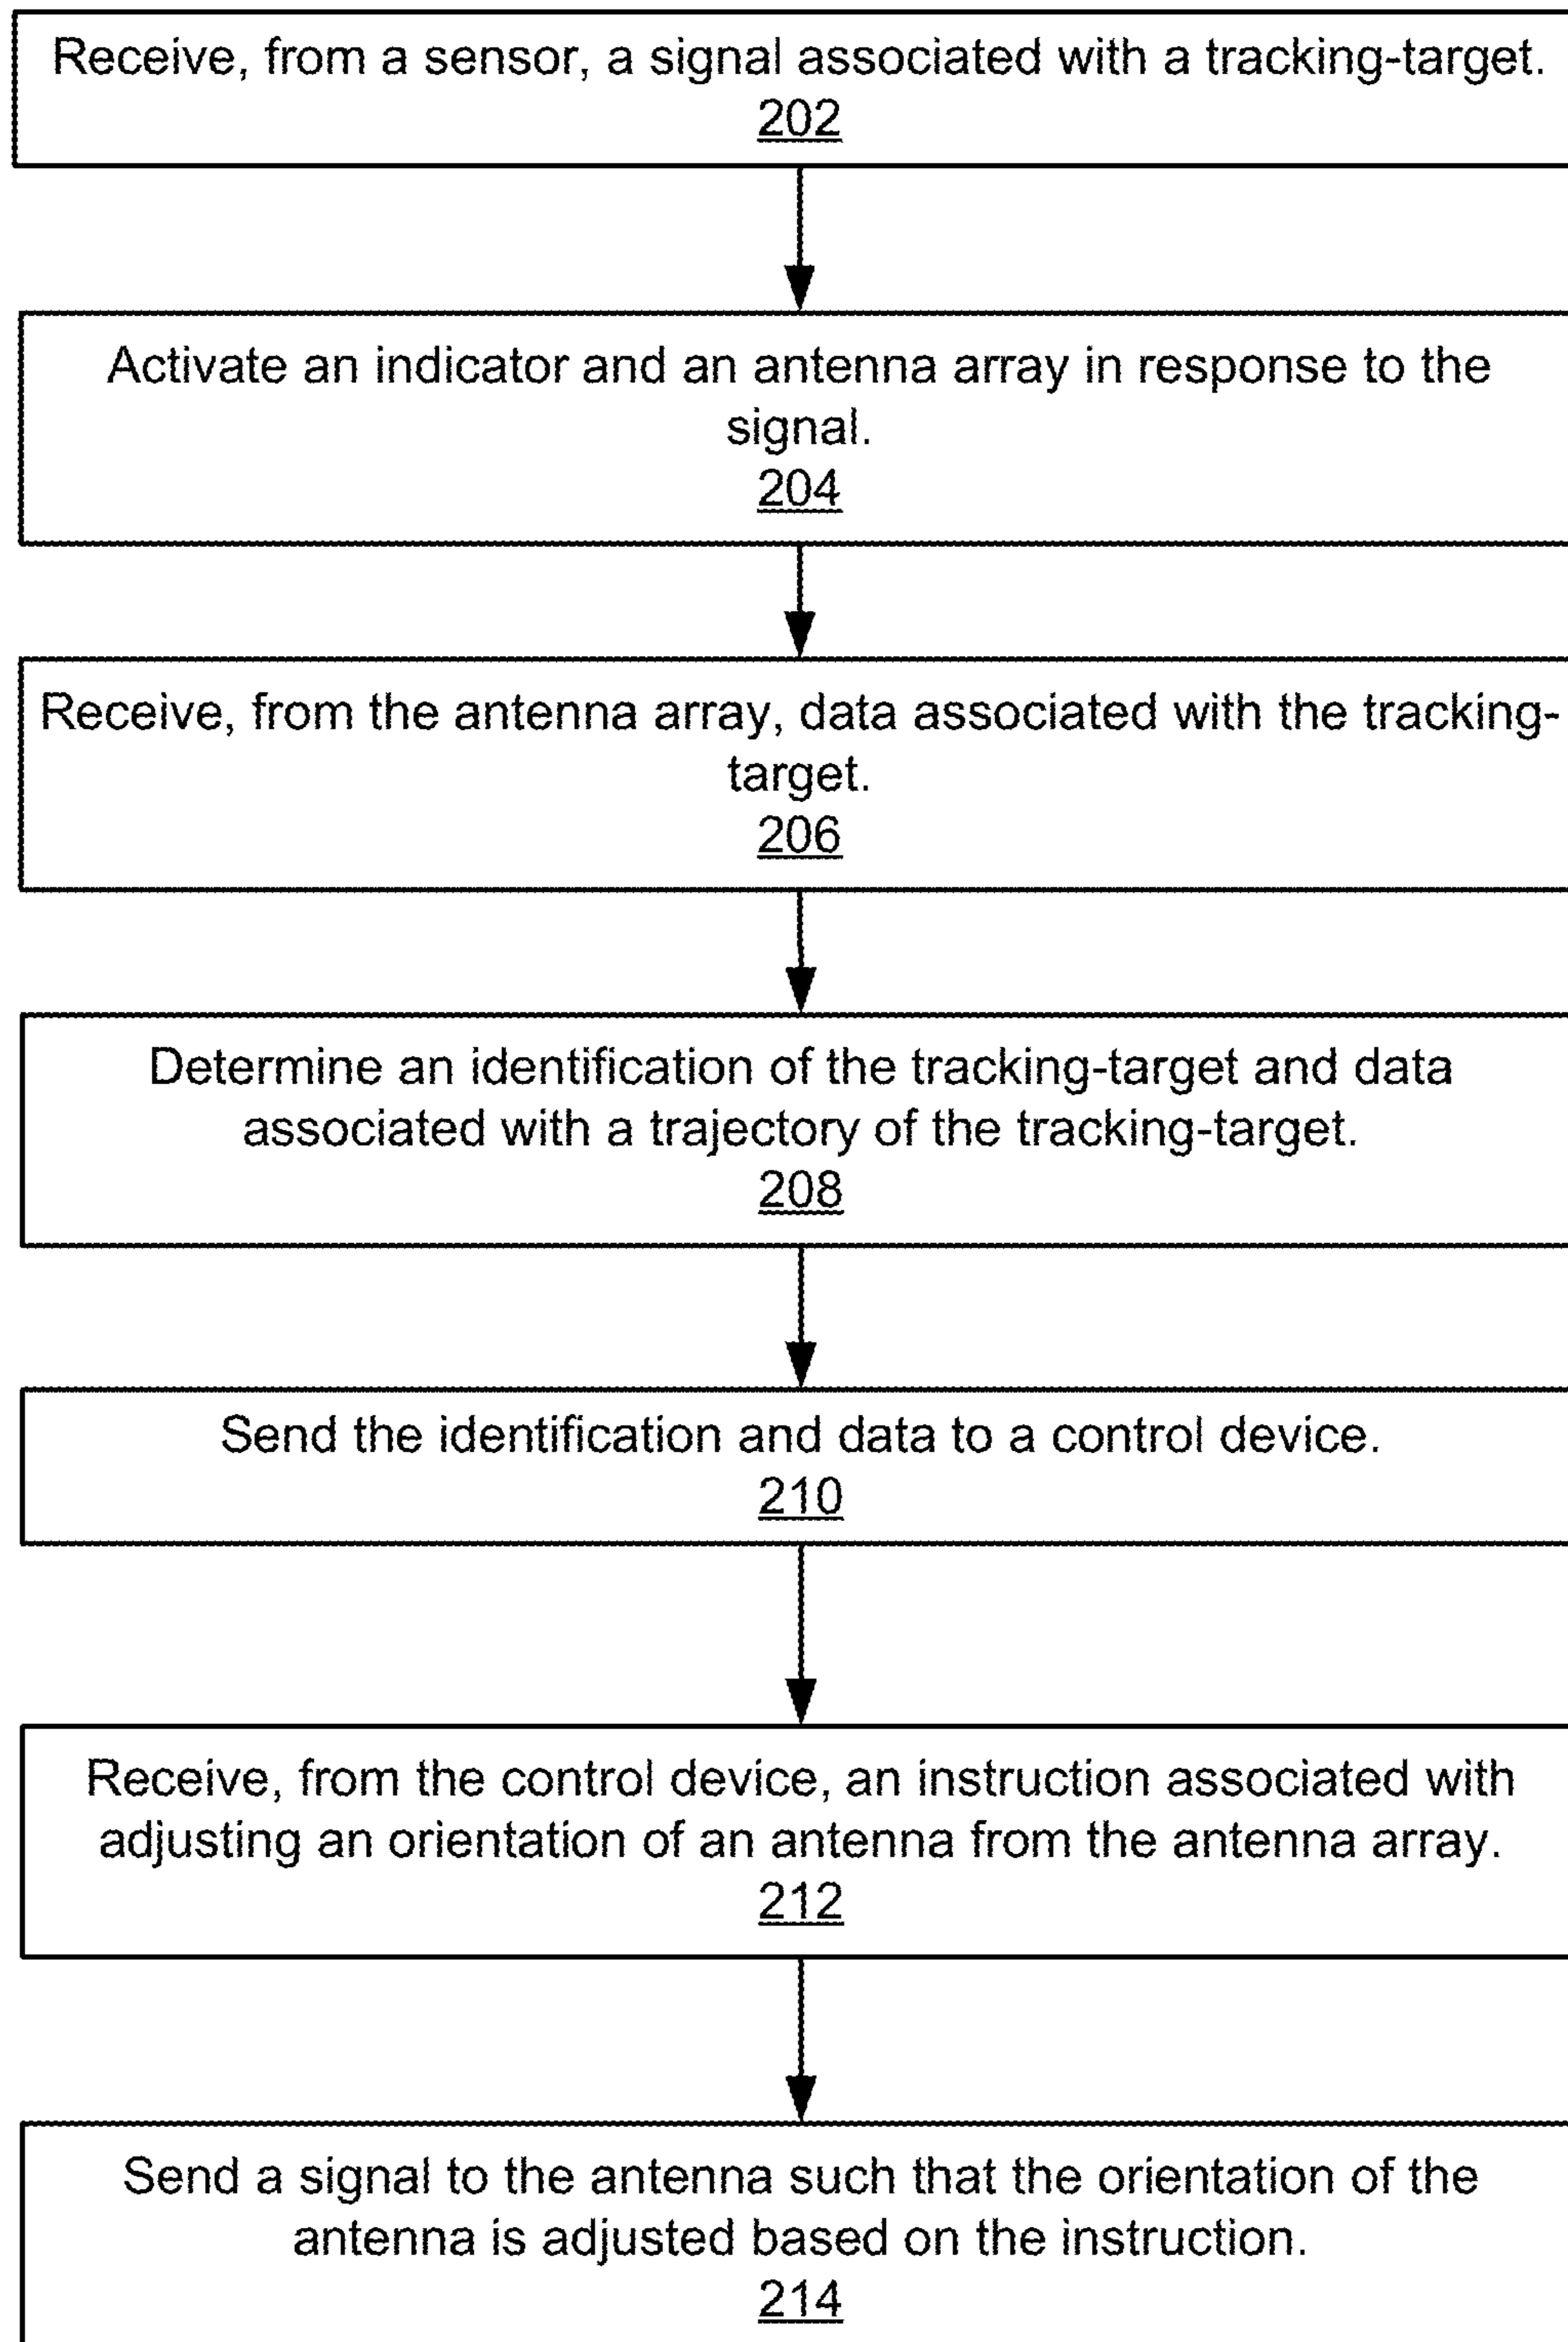 Receive, from a sensor, a signal associated with a tracking-target.
202
Activate an indicator and an antenna array in response to the
signal.
204
Receive, from the antenna array, data associated with the tracking-
target.
206
Determine an identification of the tracking-target and data
associated with a trajectory of the tracking-target.
208
Send the identification and data to a control device.
210
Receive, from the control device, an instruction associated with
adjusting an orientation of an antenna from the antenna array.
212
Send a signal to the antenna such that the orientation of the
antenna is adjusted based on the instruction.
214